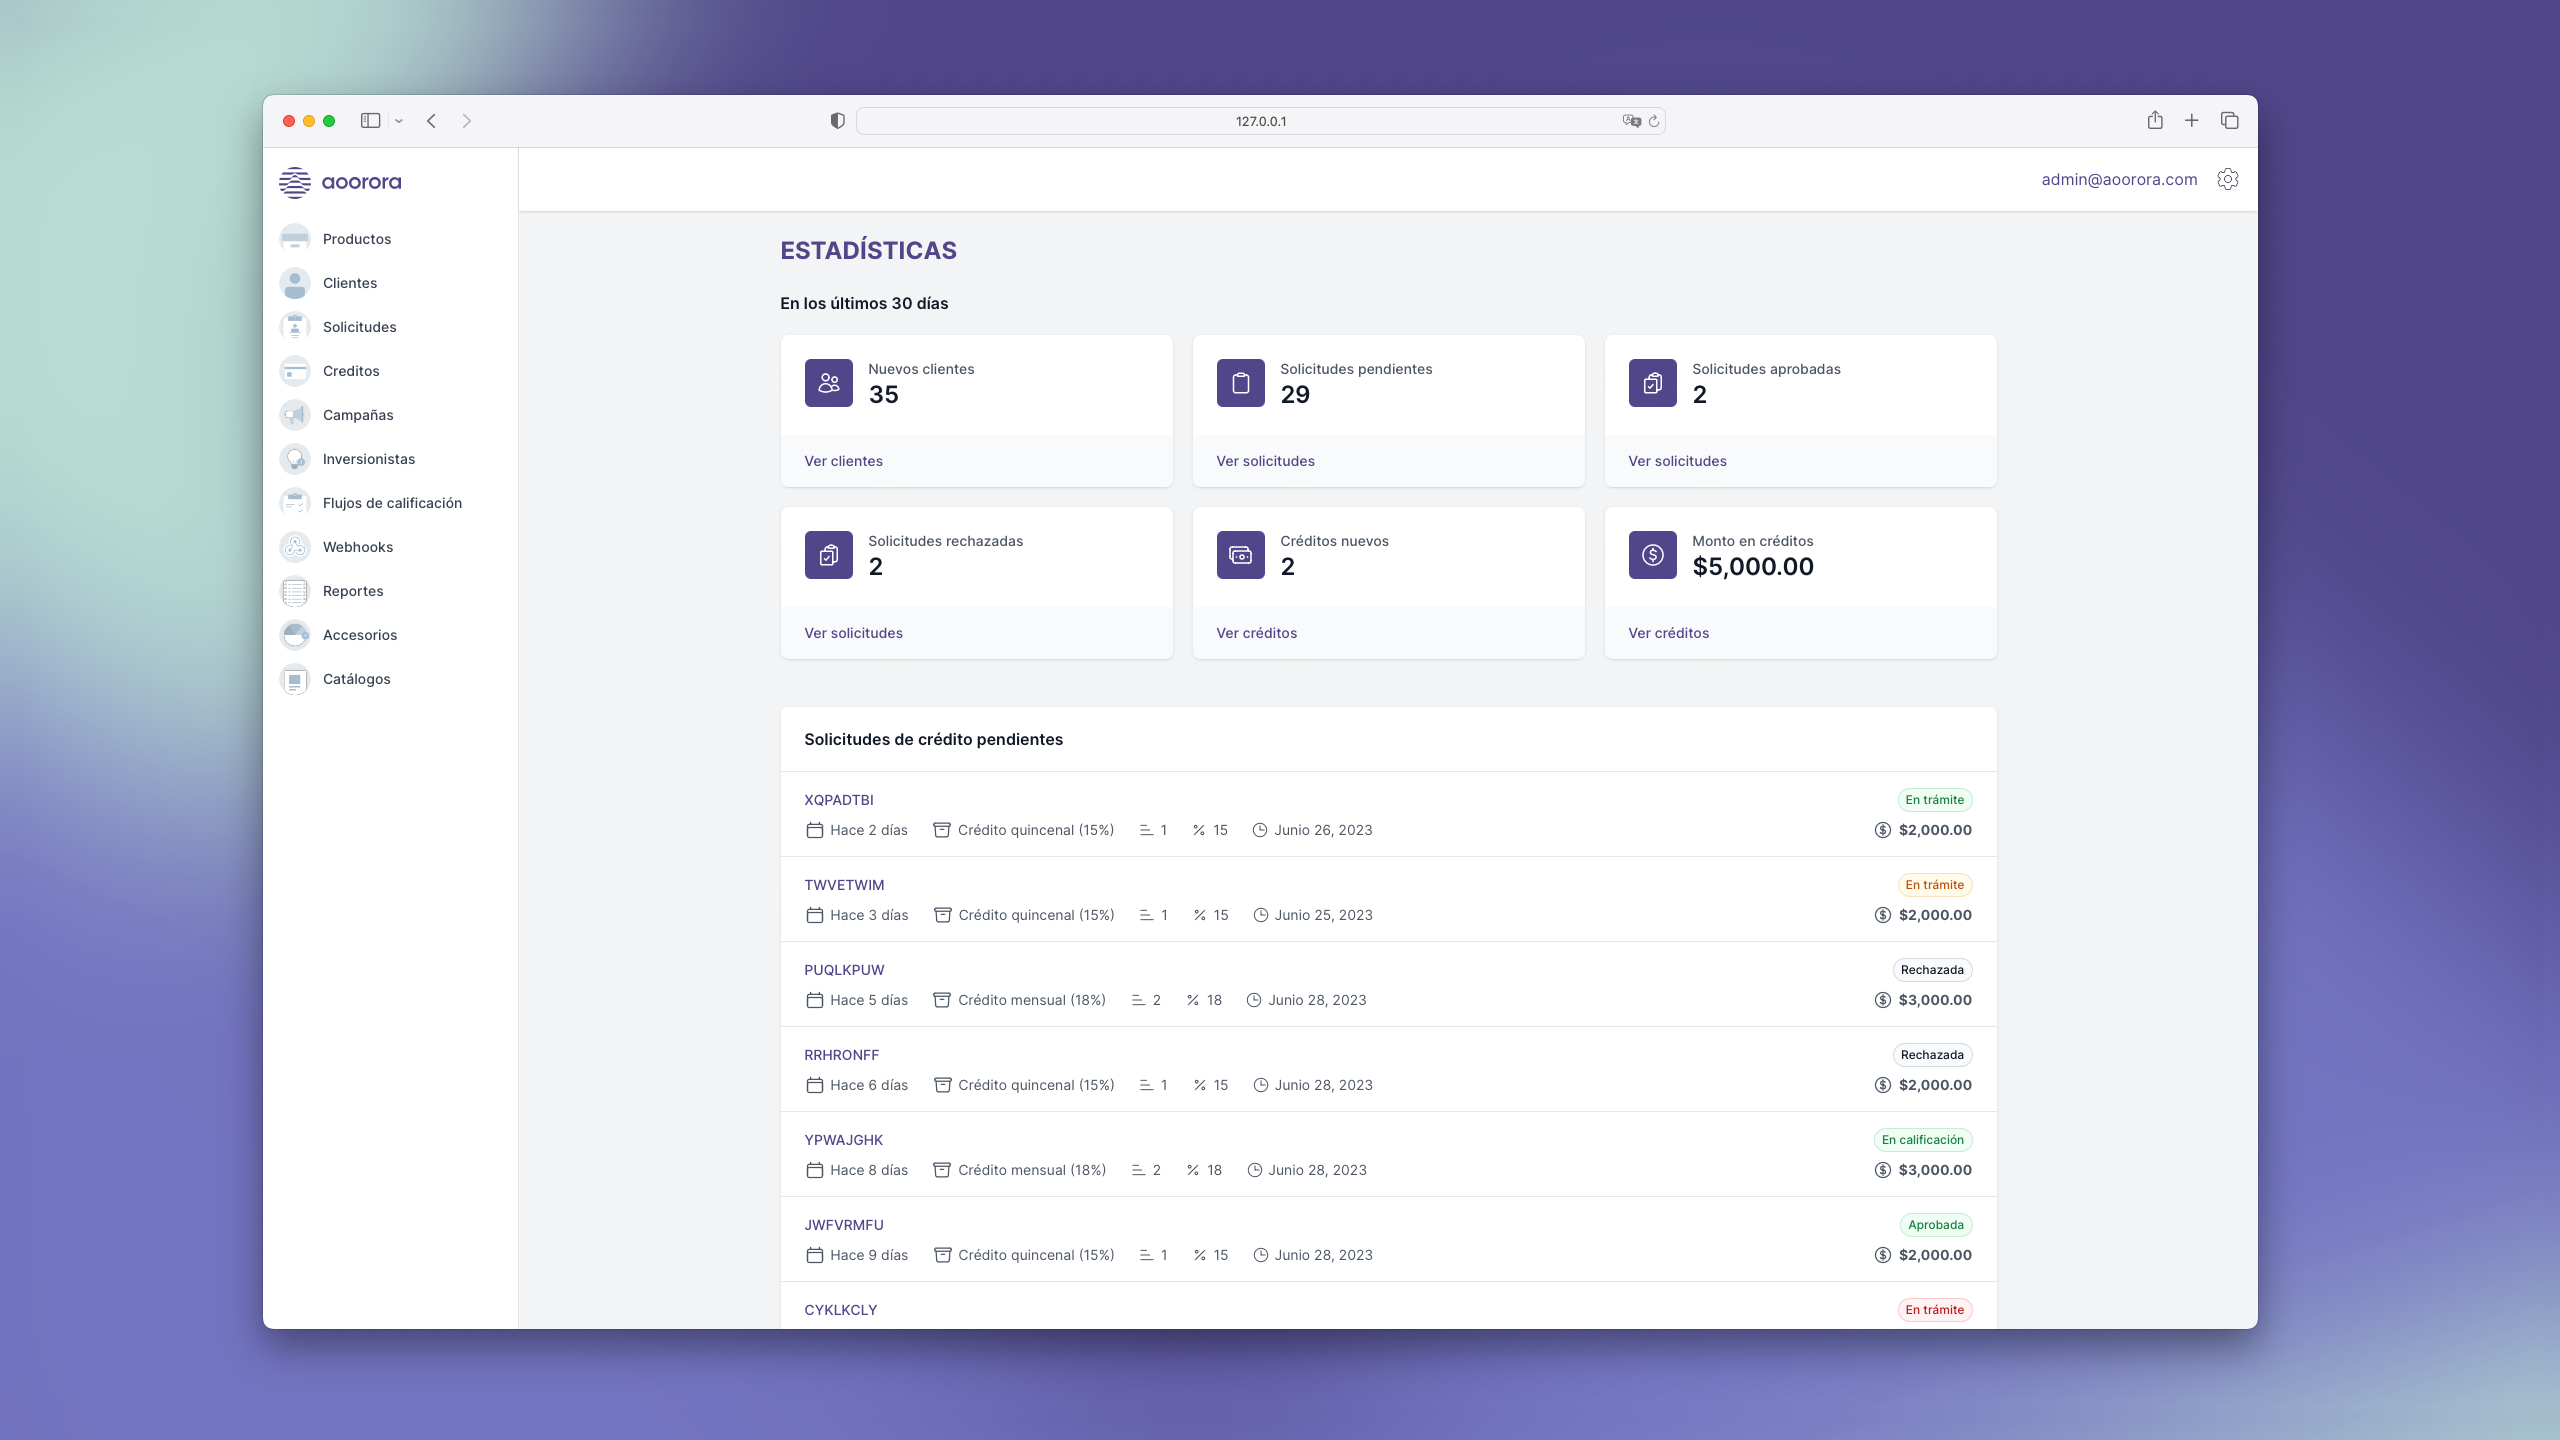 127.0.0.1
aoorora
admin@aoorora.com
Productos
Clientes
Solicitudes
Creditos
Campañas
Inversionistas
Flujos de calificación
Webhooks
Reportes
Accesorios
Catálogos
ESTADÍSTICAS
En los últimos 30 días
Nuevos clientes
35
Ver clientes
Solicitudes pendientes
29
Ver solicitudes
Solicitudes aprobadas
2
Ver solicitudes
Solicitudes rechazadas
2
Ver solicitudes
Créditos nuevos
2
Ver créditos
Monto en créditos
$5,000.00
Ver créditos
Solicitudes de crédito pendientes
XQPADTBI En trámite
Hace 2 días Crédito quincenal (15%) 1 15 Junio 26, 2023 $2,000.00
TWVETWIM En trámite
Hace 3 días Crédito quincenal (15%) 1 15 Junio 25, 2023 $2,000.00
PUQLKPUW Rechazada
Hace 5 días Crédito mensual (18%) 2 18 Junio 28, 2023 $3,000.00
RRHRONFF Rechazada
Hace 6 días Crédito quincenal (15%) 1 15 Junio 28, 2023 $2,000.00
YPWAJGHK En calificación
Hace 8 días Crédito mensual (18%) 2 18 Junio 28, 2023 $3,000.00
JWFVRMFU Aprobada
Hace 9 días Crédito quincenal (15%) 1 15 Junio 28, 2023 $2,000.00
CYKLKCLY En trámite